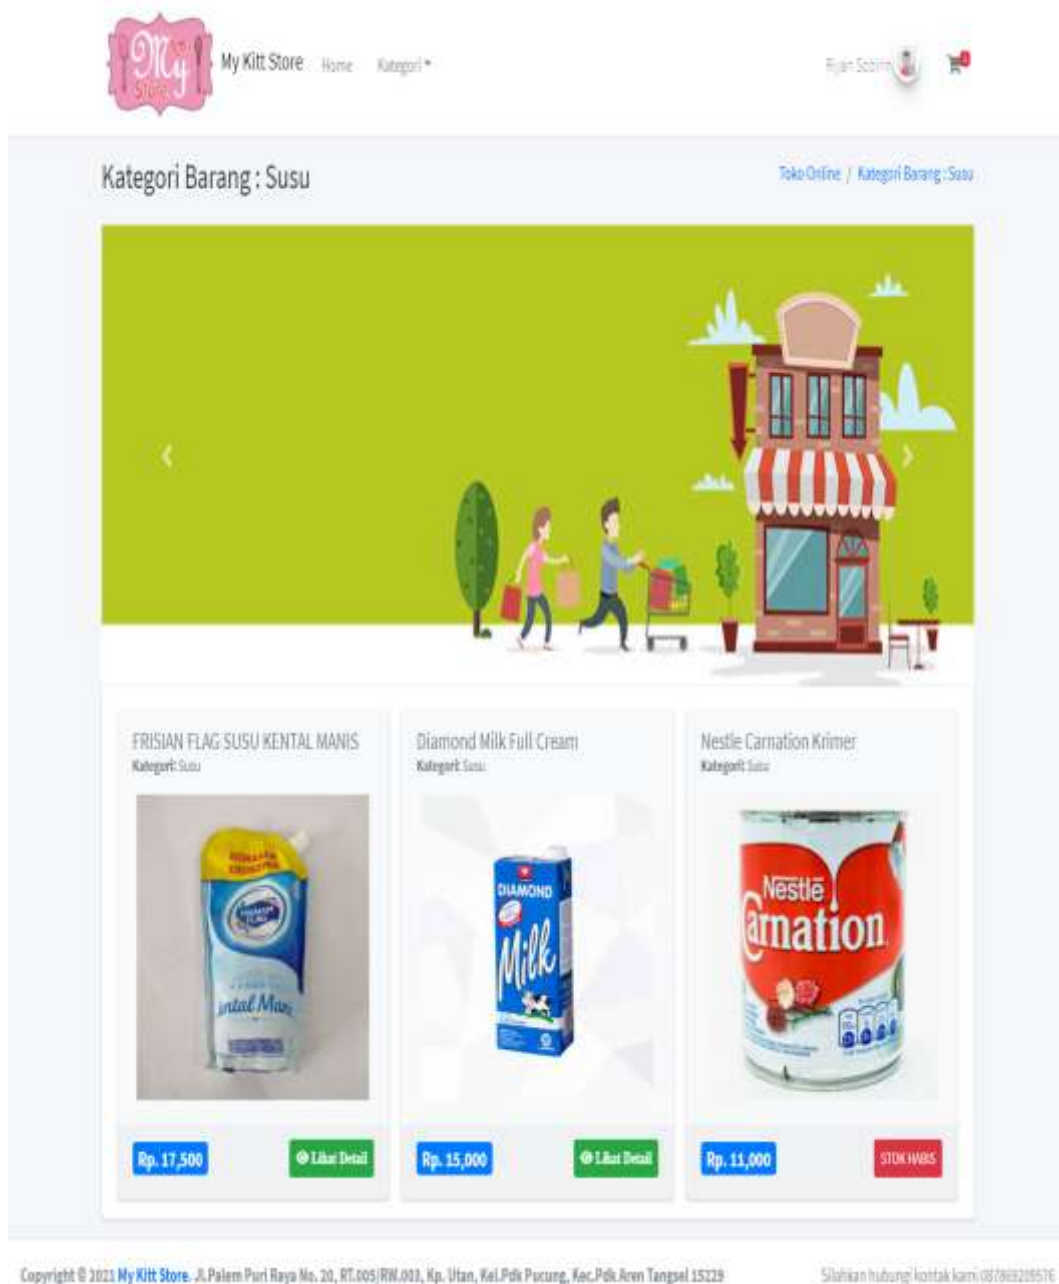 My
Store
My Kitt Store
Home
Kategori
Kategori Barang : Susu
Toko Online / Kategori Barang : Susu
FRISIAN FLAG SUSU KENTAL MANIS
Kategori: Susu
Diamond Milk Full Cream
Kategori: Susu
Nestle Carnation Krimer
Kategori: Susu
DIAMOND
Milk
Nestlé
Carnation
Rp. 17,500
Lihat Detail
Rp. 15,000
Lihat Detail
Rp. 11,000
STOK HABIS
Copyright © 2021 My Kitt Store. Jl.Palem Puri Raya No. 20, RT.005/RW.003, Kp. Utan, Kel.Pdk Pucung, Kec.Pdk Aren Tangsel 15229
Silahkan hubungi kontak kami